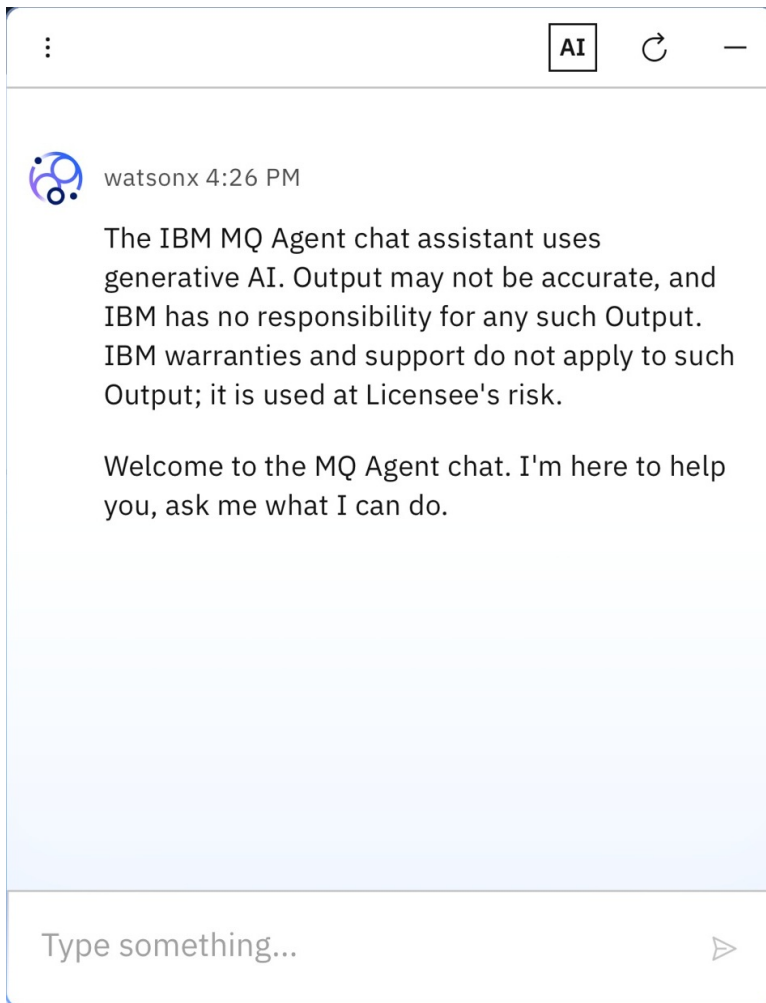 AI
watsonx 4:26 PM
The IBM MQ Agent chat assistant uses
generative AI. Output may not be accurate, and
IBM has no responsibility for any such Output.
IBM warranties and support do not apply to such
Output; it is used at Licensee's risk.
Welcome to the MQ Agent chat. I'm here to help
you, ask me what I can do.
Type something...